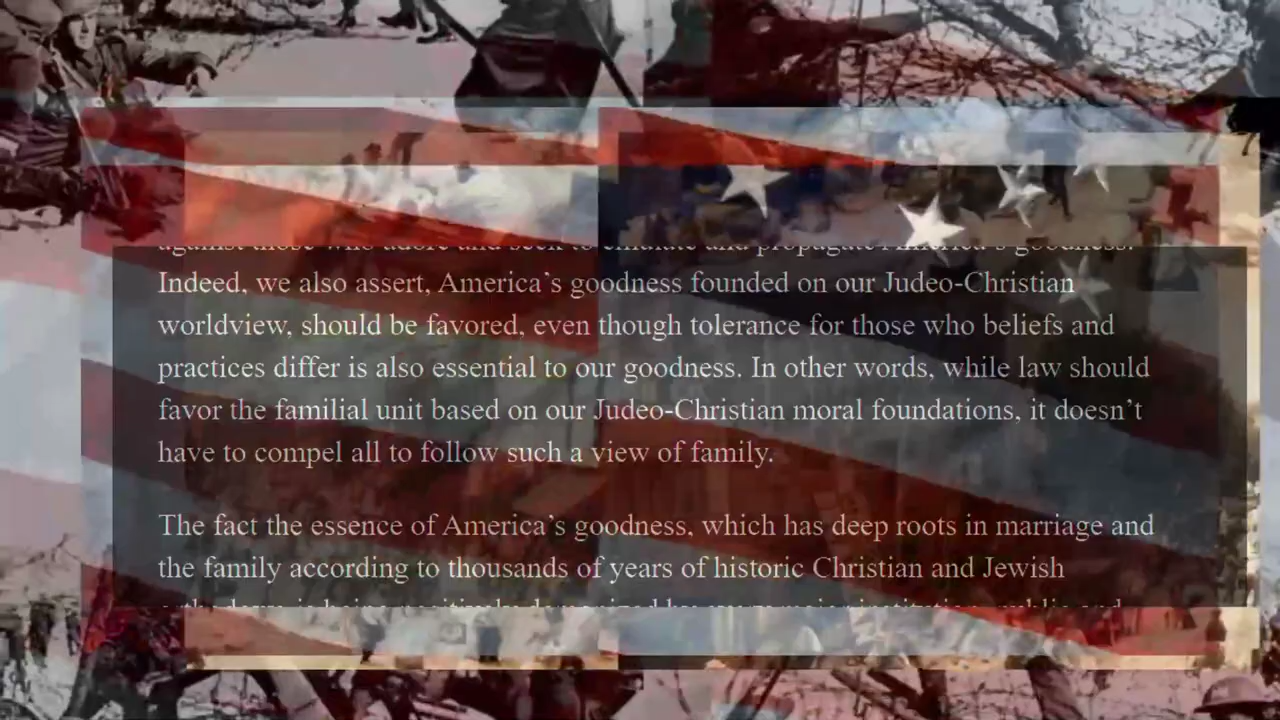 against those who adore and seek to emulate and propagate America's goodness.
Indeed, we also assert, America's goodness founded on our Judeo-Christian
worldview, should be favored, even though tolerance for those who beliefs and
practices differ is also essential to our goodness. In other words, while law should
favor the familial unit based on our Judeo-Christian moral foundations, it doesn't
have to compel all to follow such a view of family.
The fact the essence of America's goodness, which has deep roots in marriage and
the family according to thousands of years of historic Christian and Jewish
is being